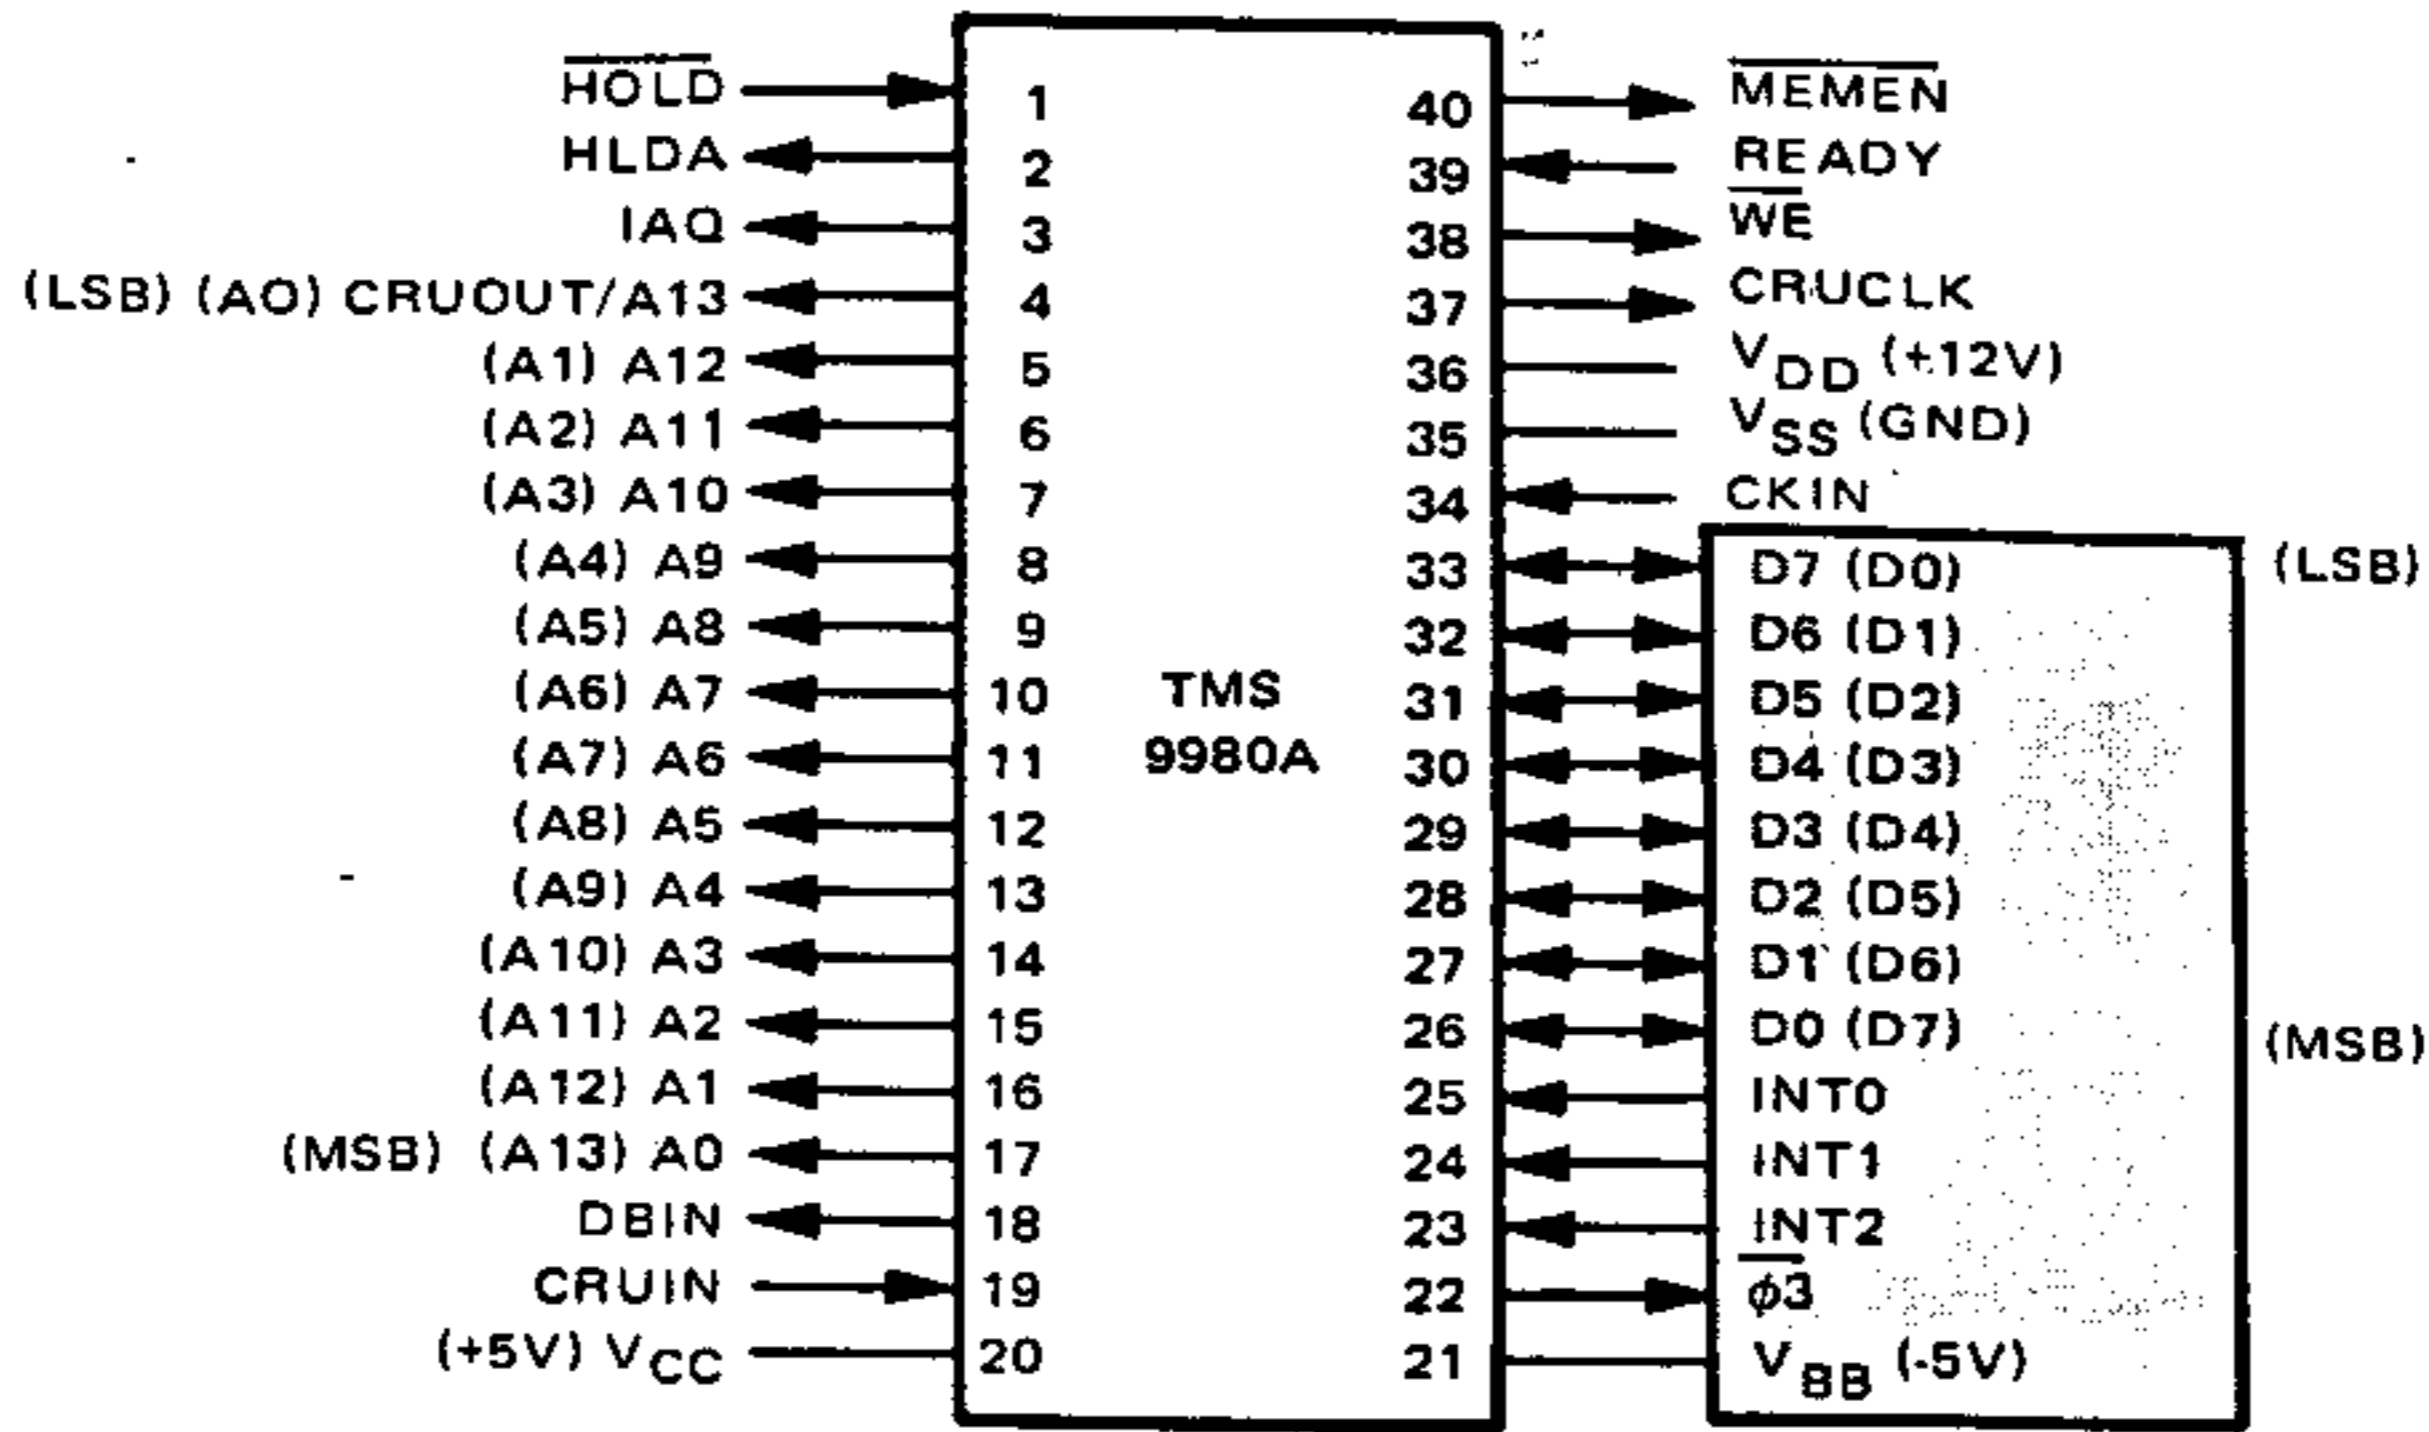 HOLD 1
HLDA 2
IAQ 3
(LSB) (AO) CRUOUT/A13 4
(A1) A12 5
(A2) A11 6
(A3) A10 7
(A4) A9 8
(A5) A8 9
(A6) A7 10
(A7) A6 11
(A8) A5 12
(A9) A4 13
(A10) A3 14
(A11) A2 15
(A12) A1 16
(MSB) (A13) A0 17
DBIN 18
CRUIN 19
(+5V) VCC 20
TMS
9980A
40 MEMEN
39 READY
38 WE
37 CRUCLK
36 VDD (+12V)
35 VSS (GND)
34 CKIN
33 D7 (D0) (LSB)
32 D6 (D1)
31 D5 (D2)
30 D4 (D3)
29 D3 (D4)
28 D2 (D5)
27 D1 (D6)
26 D0 (D7) (MSB)
25 INT0
24 INT1
23 INT2
22 ϕ3
21 VBB (-5V)